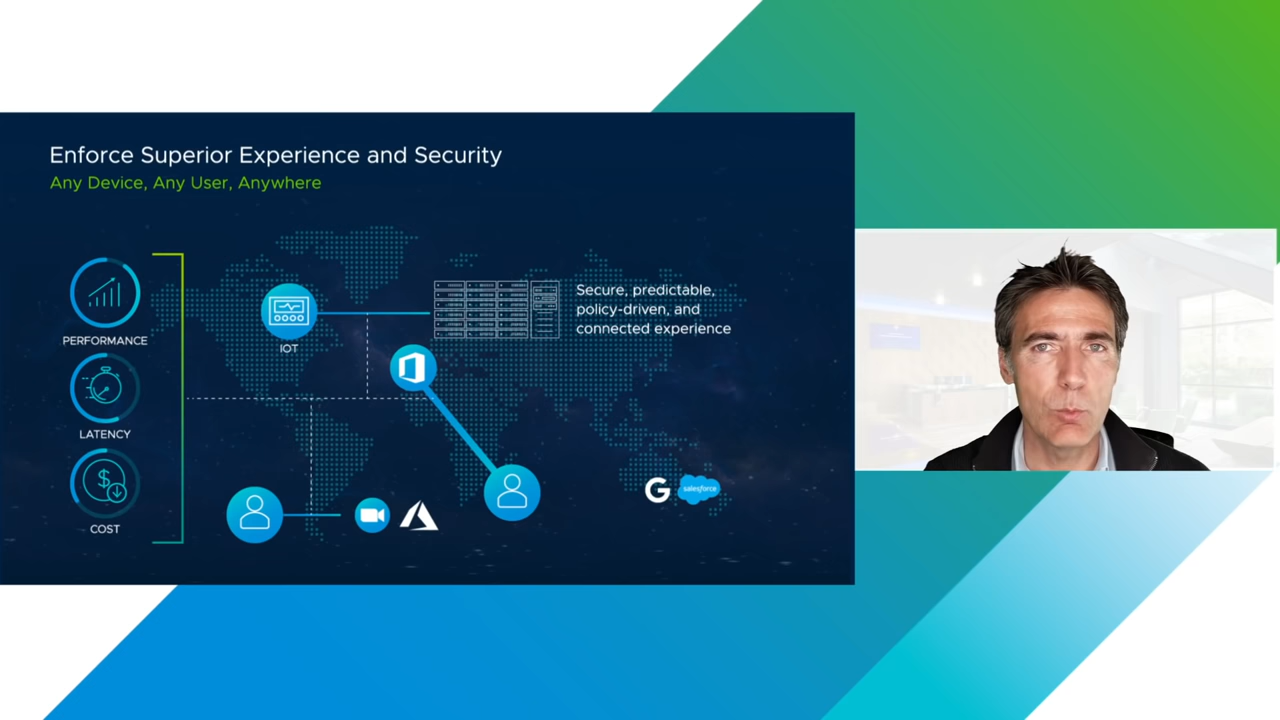 Enforce Superior Experience and Security
Any Device, Any User, Anywhere
PERFORMANCE
LATENCY
$
COST
IOT
Secure, predictable,
policy-driven, and
connected experience
G
salesforce